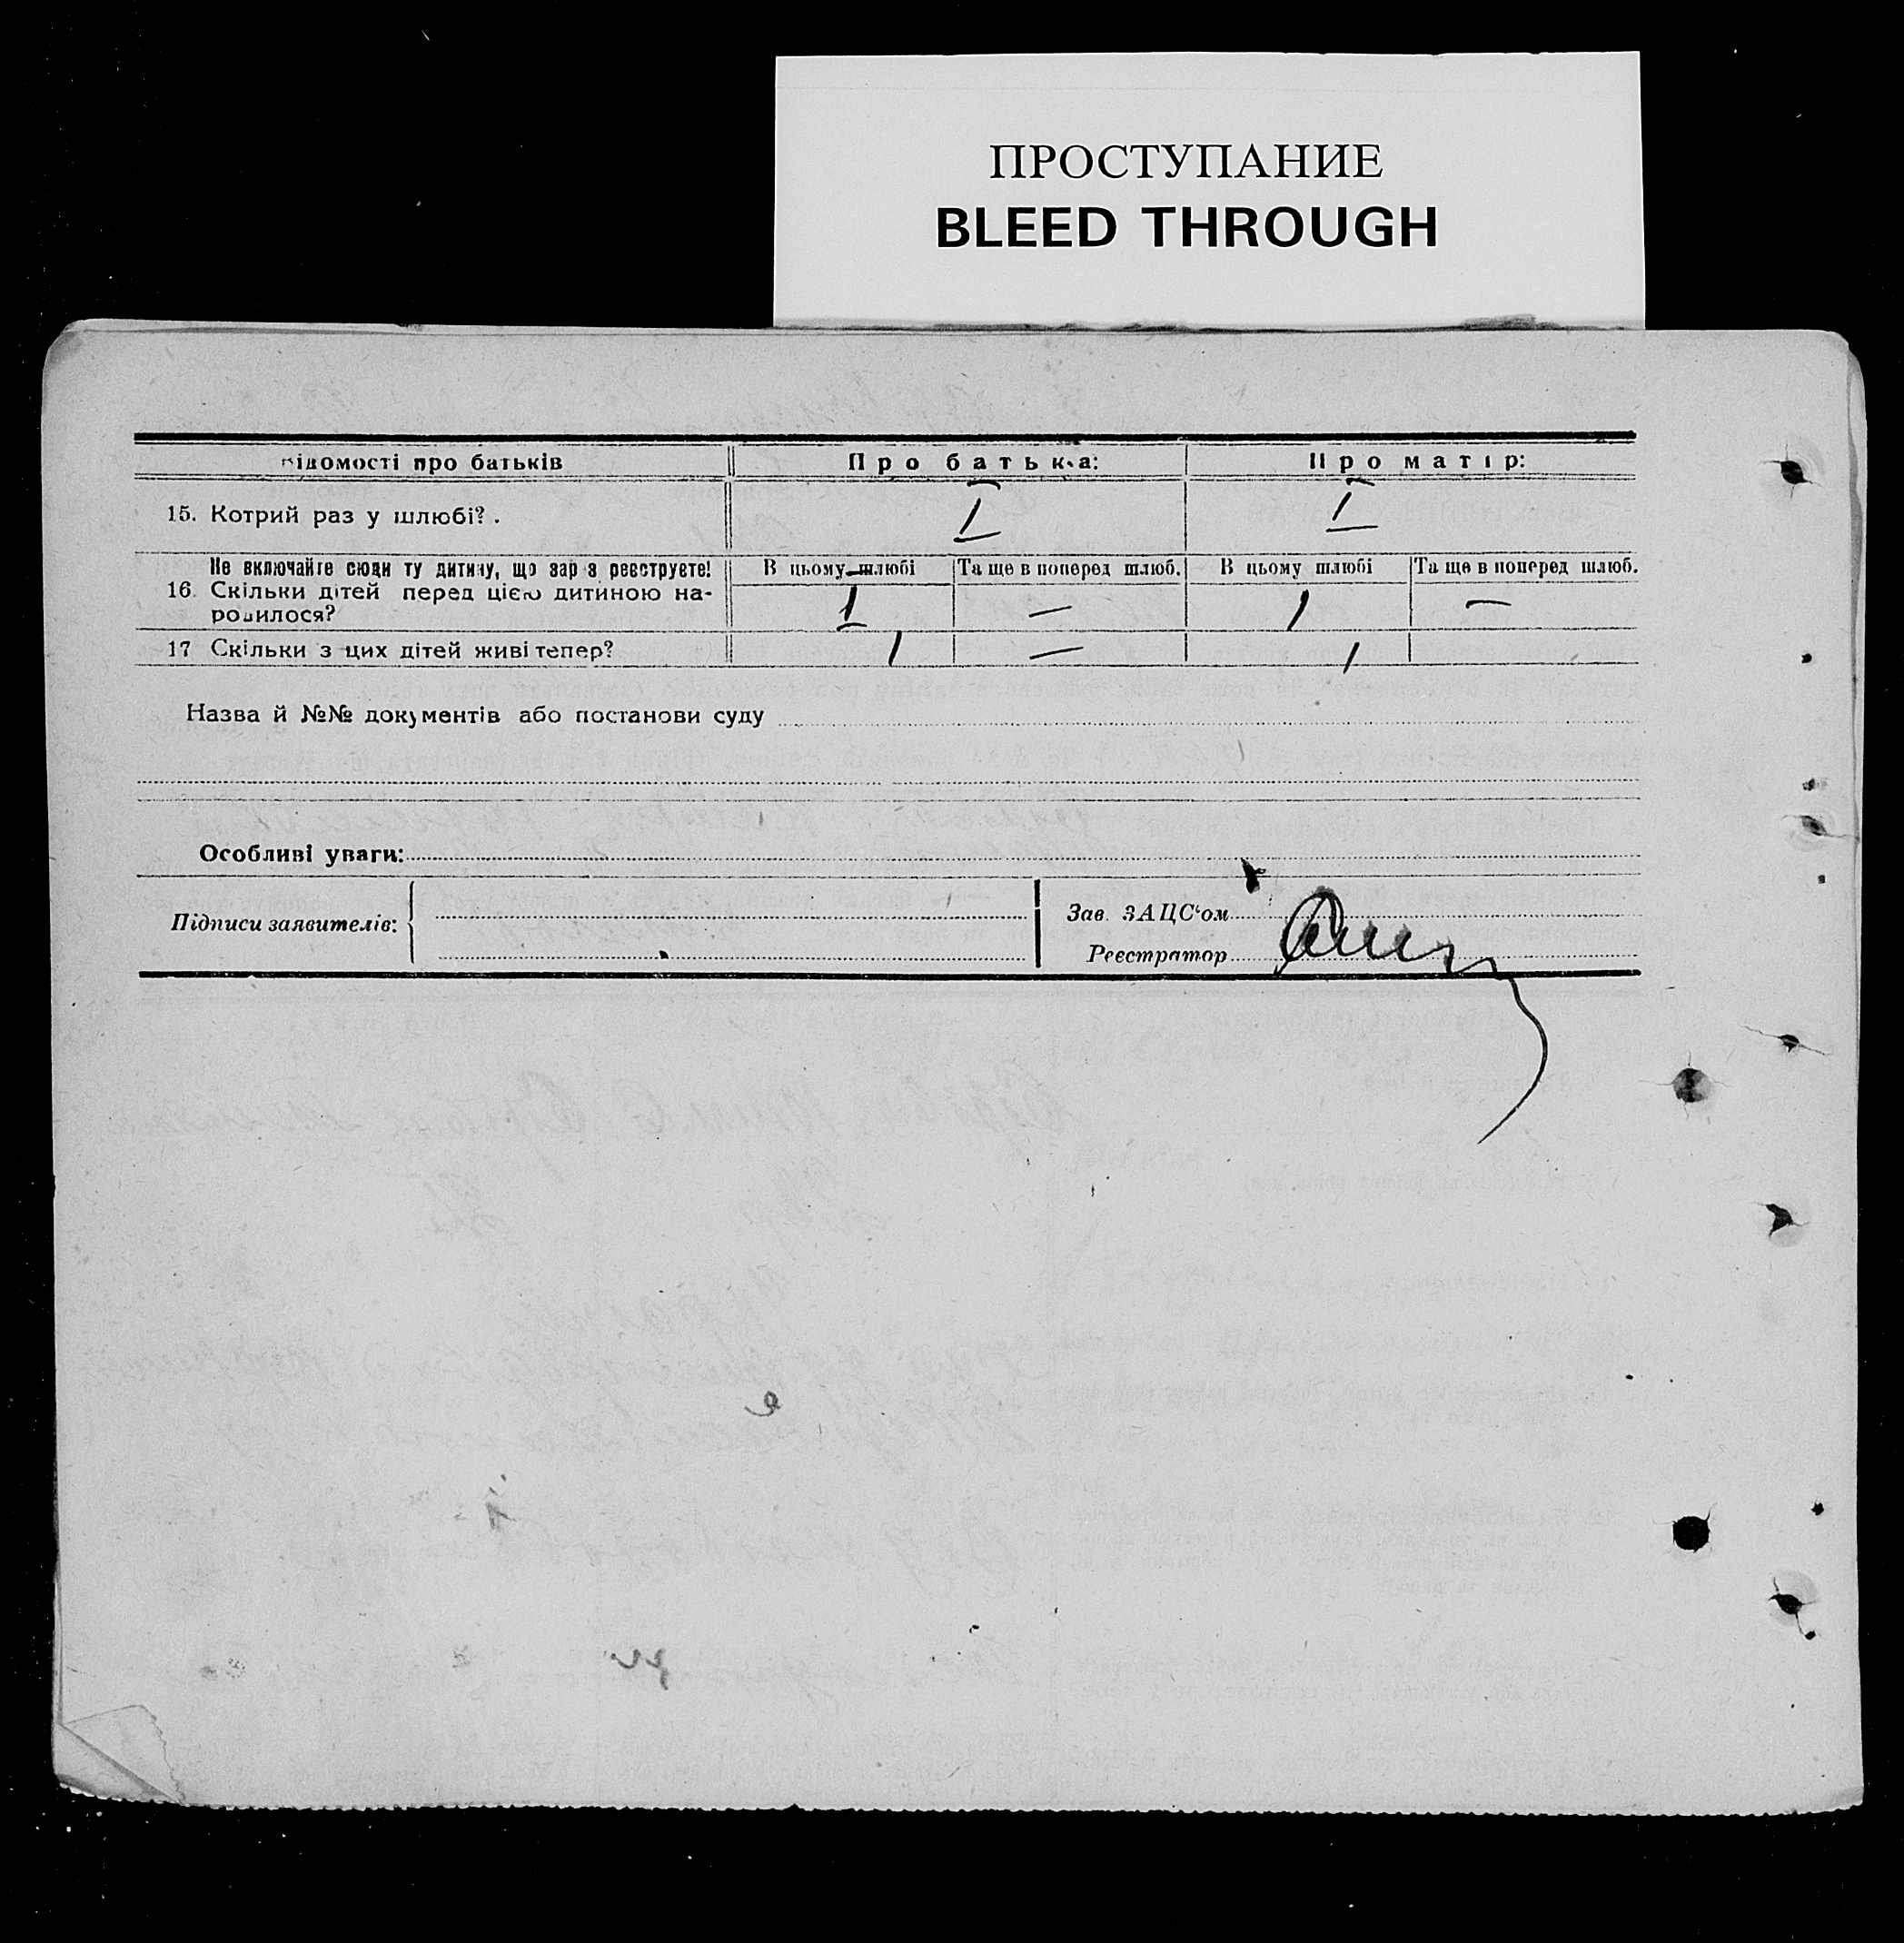 ПРОСТУПАНИЕ
BLEED THROUGH
Відомості про батьків Про батька: Про матір:
15. Котрий раз у шлюбі?. I I
Не включайте сюди ту дитину, що зараз реєструєте! В цьому шлюбі Та ще в поперед шлюб. В цьому шлюбі Та ще в поперед шлюб.
16. Скільки дітей перед цією дитиною на- 1 — 1 —
родилося?
17 Скільки з цих дітей живі тепер? 1 — 1
Назва й №№ документів або постанови суду
Особливі уваги:
Підписи заявителів:
Зав. ЗАЦС'ом
Реєстратор